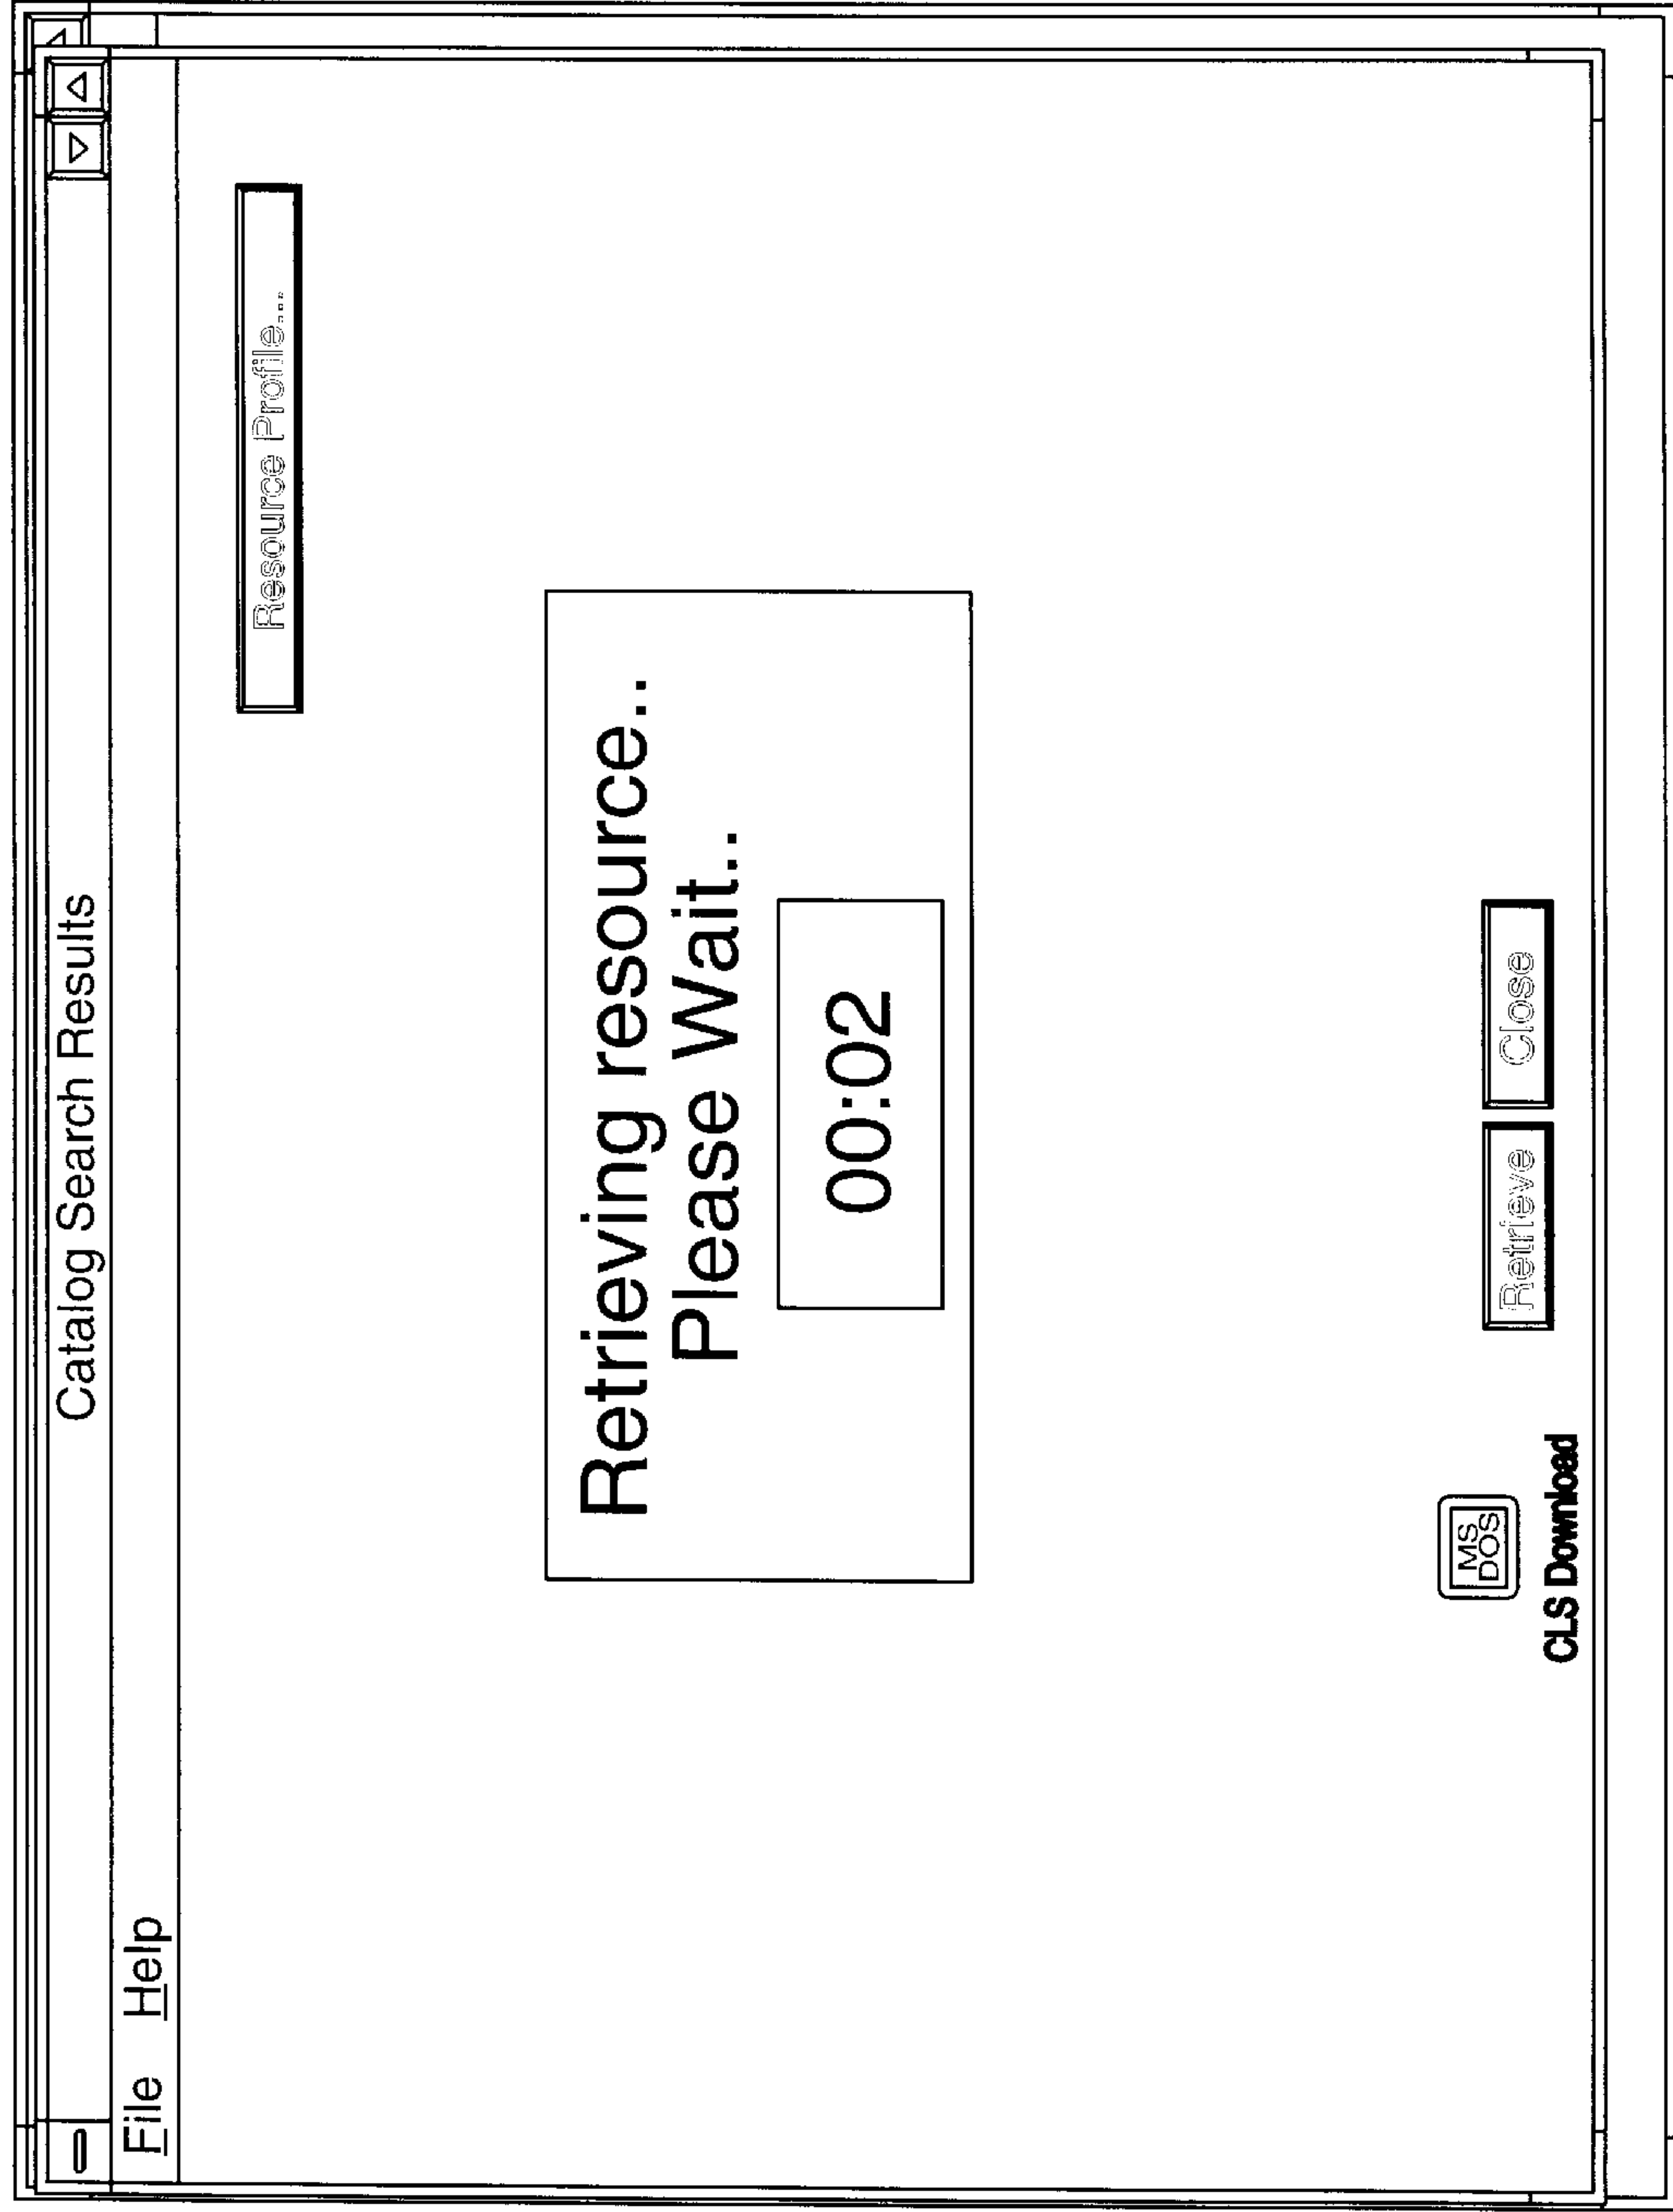 Catalog Search Results
File Help
Resource Profile...
Retrieving resource..
Please Wait..
00:02
MS
DOS
CLS Download
Retrieve
Close